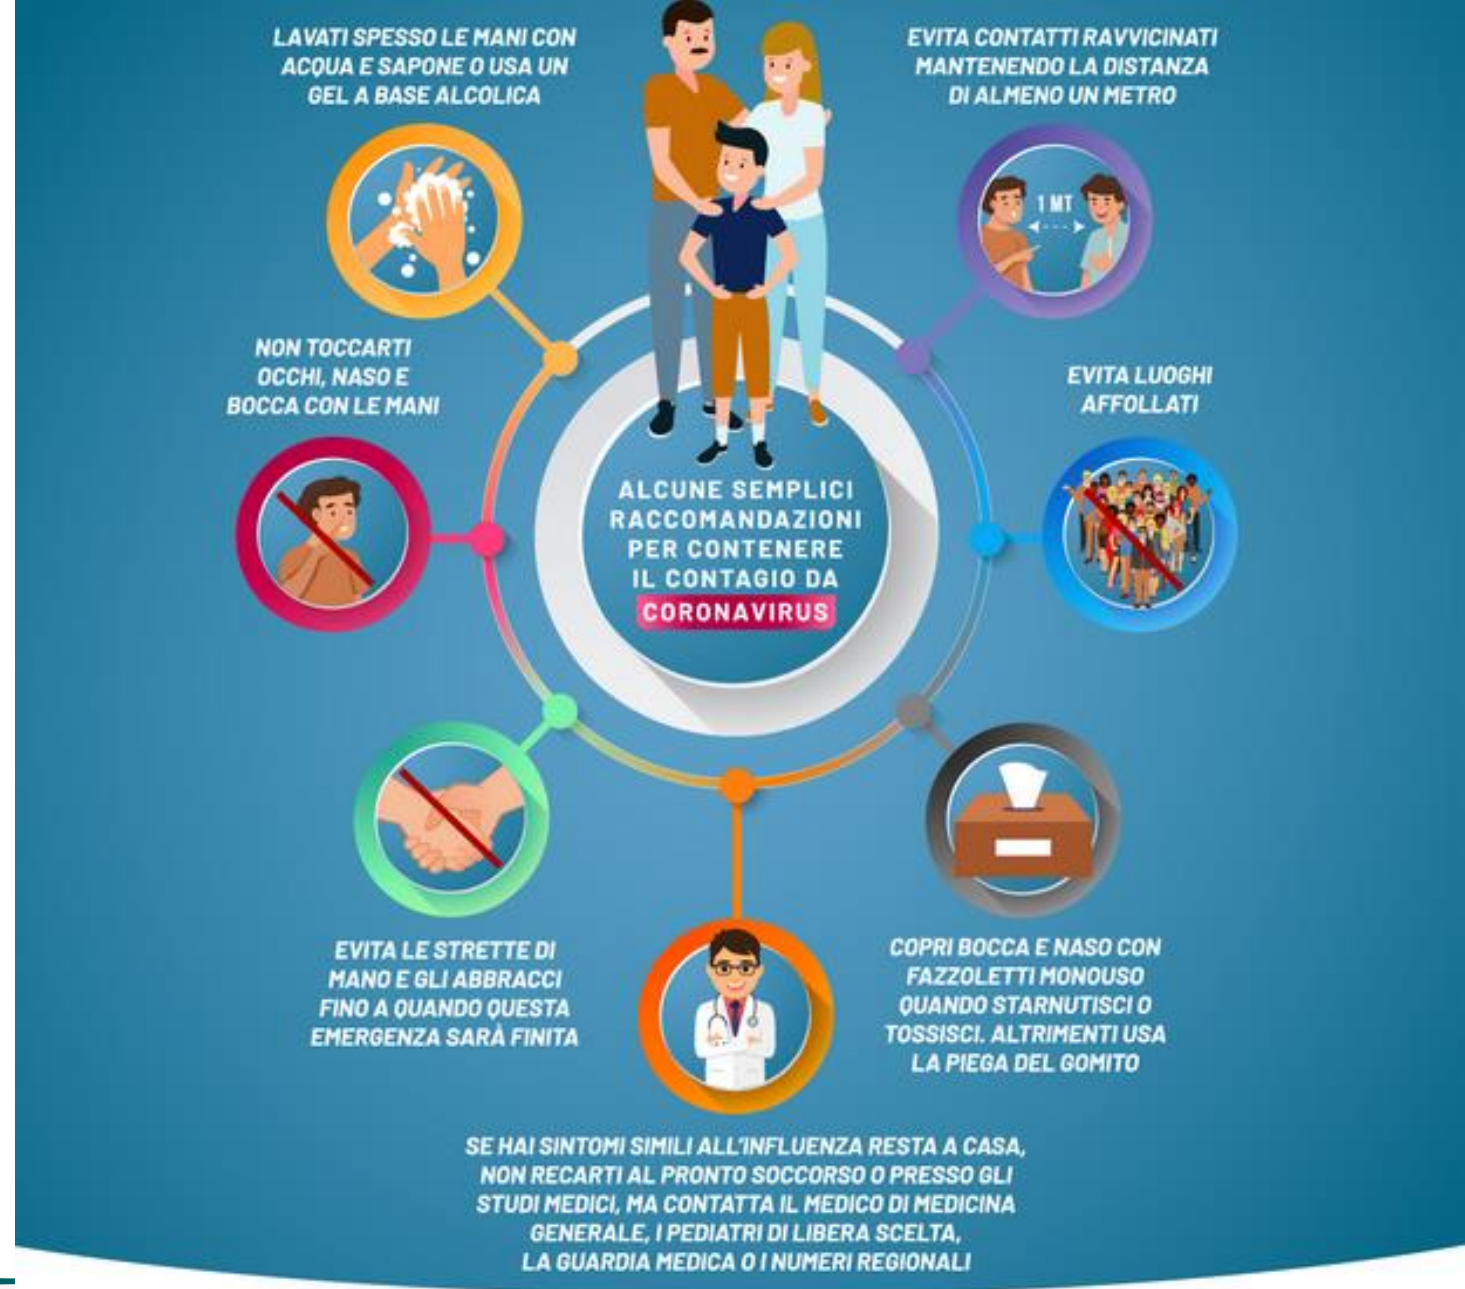 LAVATI SPESSO LE MANI CON
ACQUA E SAPONE O USA UN
GEL A BASE ALCOLICA
EVITA CONTATTI RAVVICINATI
MANTENENDO LA DISTANZA
DI ALMENO UN METRO
1 MT
NON TOCCARTI
OCCHI, NASO E
BOCCA CON LE MANI
EVITA LUOGHI
AFFOLLATI
ALCUNE SEMPLICI
RACCOMANDAZIONI
PER CONTENERE
IL CONTAGIO DA
CORONAVIRUS
EVITA LE STRETTE DI
MANO E GLI ABBRACCI
FINO A QUANDO QUESTA
EMERGENZA SARÀ FINITA
COPRI BOCCA E NASO CON
FAZZOLETTI MONOUSO
QUANDO STARNUTISCI O
TOSSISCI. ALTRIMENTI USA
LA PIEGA DEL GOMITO
SE HAI SINTOMI SIMILI ALL'INFLUENZA RESTA A CASA,
NON RECARTI AL PRONTO SOCCORSO O PRESSO GLI
STUDI MEDICI, MA CONTATTA IL MEDICO DI MEDICINA
GENERALE, I PEDIATRI DI LIBERA SCELTA,
LA GUARDIA MEDICA O I NUMERI REGIONALI